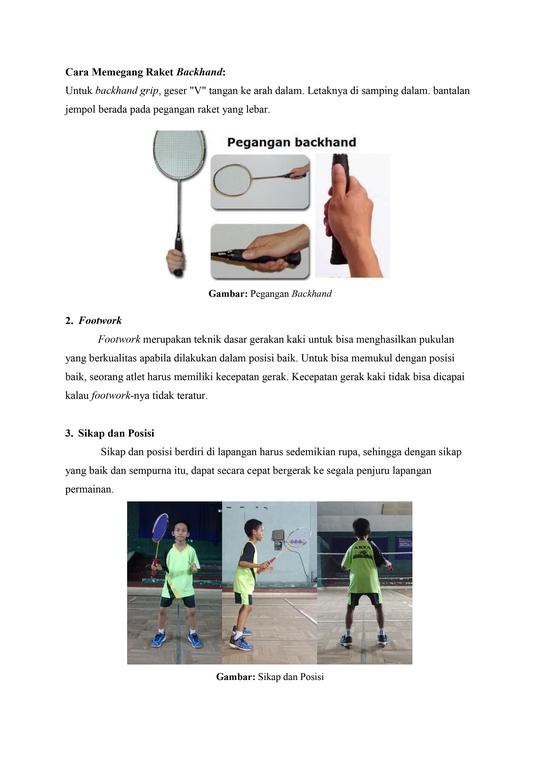 Cara Memegang Raket Backhand:
Untuk backhand grip, geser "V" tangan ke arah dalam. Letaknya di samping dalam. bantalan
jempol berada pada pegangan raket yang lebar.
Pegangan backhand
Gambar: Pegangan Backhand
2. Footwork
Footwork merupakan teknik dasar gerakan kaki untuk bisa menghasilkan pukulan
yang berkualitas apabila dilakukan dalam posisi baik. Untuk bisa memukul dengan posisi
baik, seorang atlet harus memiliki kecepatan gerak. Kecepatan gerak kaki tidak bisa dicapai
kalau footwork-nya tidak teratur.
3. Sikap dan Posisi
Sikap dan posisi berdiri di lapangan harus sedemikian rupa, sehingga dengan sikap
yang baik dan sempurna itu, dapat secara cepat bergerak ke segala penjuru lapangan
permainan.
Gambar: Sikap dan Posisi